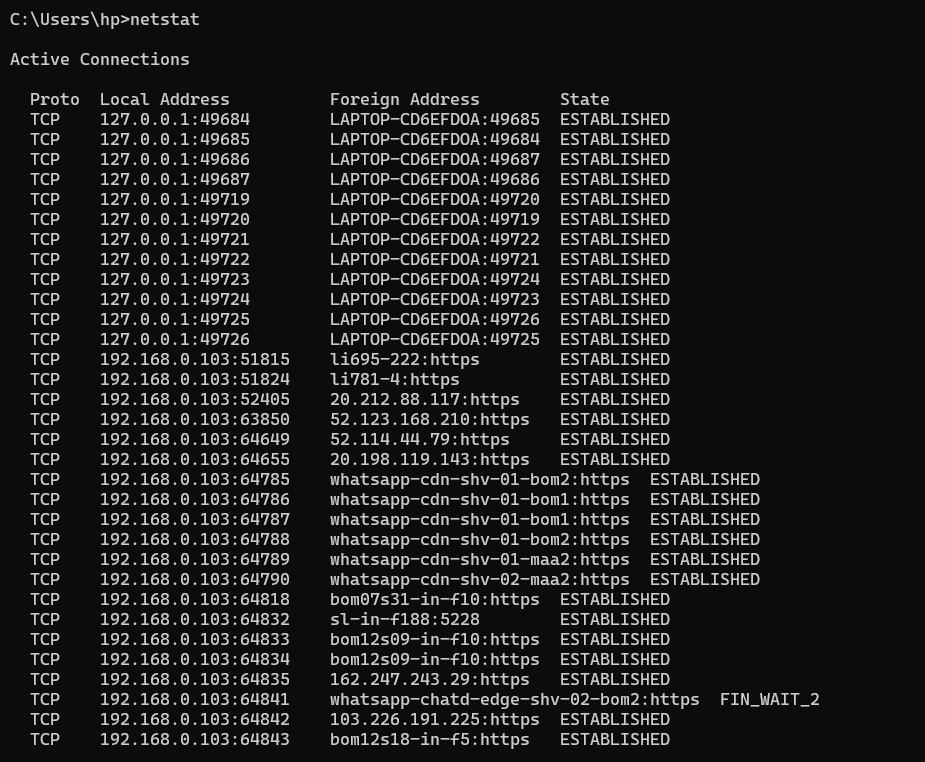 C:\Users\hp>netstat
Active Connections
Proto  Local Address          Foreign Address        State
TCP    127.0.0.1:49684        LAPTOP-CD6EFDOA:49685  ESTABLISHED
TCP    127.0.0.1:49685        LAPTOP-CD6EFDOA:49684  ESTABLISHED
TCP    127.0.0.1:49686        LAPTOP-CD6EFDOA:49687  ESTABLISHED
TCP    127.0.0.1:49687        LAPTOP-CD6EFDOA:49686  ESTABLISHED
TCP    127.0.0.1:49719        LAPTOP-CD6EFDOA:49720  ESTABLISHED
TCP    127.0.0.1:49720        LAPTOP-CD6EFDOA:49719  ESTABLISHED
TCP    127.0.0.1:49721        LAPTOP-CD6EFDOA:49722  ESTABLISHED
TCP    127.0.0.1:49722        LAPTOP-CD6EFDOA:49721  ESTABLISHED
TCP    127.0.0.1:49723        LAPTOP-CD6EFDOA:49724  ESTABLISHED
TCP    127.0.0.1:49724        LAPTOP-CD6EFDOA:49723  ESTABLISHED
TCP    127.0.0.1:49725        LAPTOP-CD6EFDOA:49726  ESTABLISHED
TCP    127.0.0.1:49726        LAPTOP-CD6EFDOA:49725  ESTABLISHED
TCP    192.168.0.103:51815    li695-222:https        ESTABLISHED
TCP    192.168.0.103:51824    li781-4:https          ESTABLISHED
TCP    192.168.0.103:52405    20.212.88.117:https    ESTABLISHED
TCP    192.168.0.103:63850    52.123.168.210:https   ESTABLISHED
TCP    192.168.0.103:64649    52.114.44.79:https     ESTABLISHED
TCP    192.168.0.103:64655    20.198.119.143:https   ESTABLISHED
TCP    192.168.0.103:64785    whatsapp-cdn-shv-01-bom2:https  ESTABLISHED
TCP    192.168.0.103:64786    whatsapp-cdn-shv-01-bom1:https  ESTABLISHED
TCP    192.168.0.103:64787    whatsapp-cdn-shv-01-bom1:https  ESTABLISHED
TCP    192.168.0.103:64788    whatsapp-cdn-shv-01-bom2:https  ESTABLISHED
TCP    192.168.0.103:64789    whatsapp-cdn-shv-01-maa2:https  ESTABLISHED
TCP    192.168.0.103:64790    whatsapp-cdn-shv-02-maa2:https  ESTABLISHED
TCP    192.168.0.103:64818    bom07s31-in-f10:https  ESTABLISHED
TCP    192.168.0.103:64832    sl-in-f188:5228        ESTABLISHED
TCP    192.168.0.103:64833    bom12s09-in-f10:https  ESTABLISHED
TCP    192.168.0.103:64834    bom12s09-in-f10:https  ESTABLISHED
TCP    192.168.0.103:64835    162.247.243.29:https   ESTABLISHED
TCP    192.168.0.103:64841    whatsapp-chatd-edge-shv-02-bom2:https  FIN_WAIT_2
TCP    192.168.0.103:64842    103.226.191.225:https  ESTABLISHED
TCP    192.168.0.103:64843    bom12s18-in-f5:https   ESTABLISHED